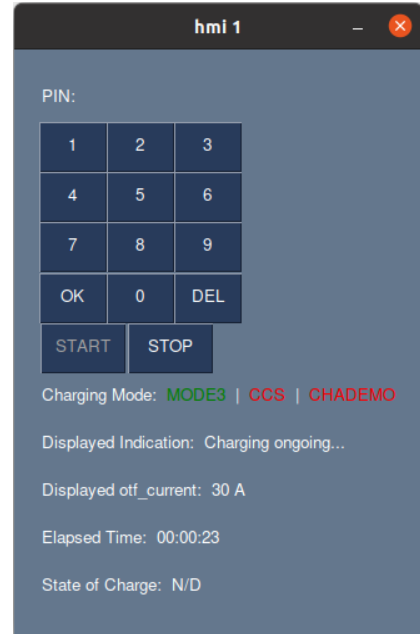 hmi 1
PIN:
1 2 3
4 5 6
7 8 9
OK 0 DEL
START STOP
Charging Mode: MODE3 | CCS | CHADEMO
Displayed Indication: Charging ongoing...
Displayed otf_current: 30 A
Elapsed Time: 00:00:23
State of Charge: N/D